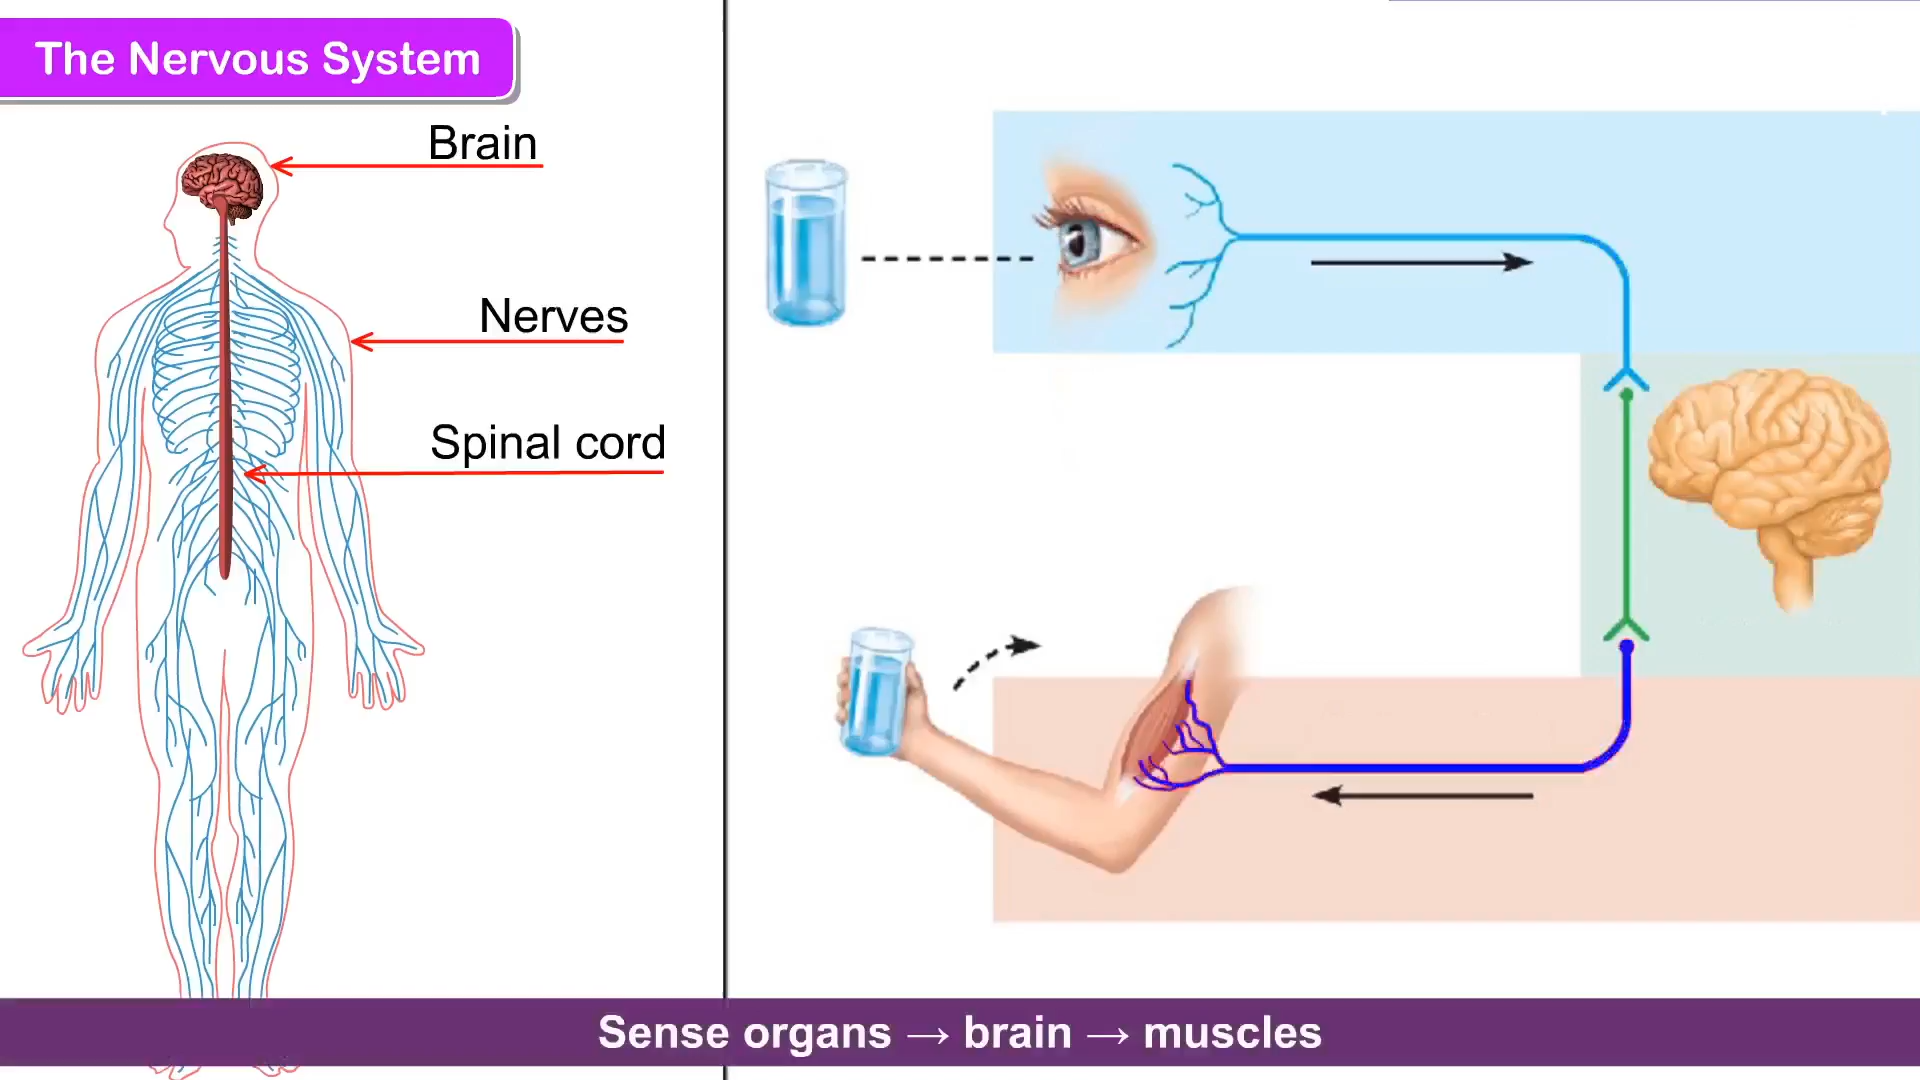 The Nervous System
Brain
Nerves
Spinal cord
Sense organs → brain → muscles